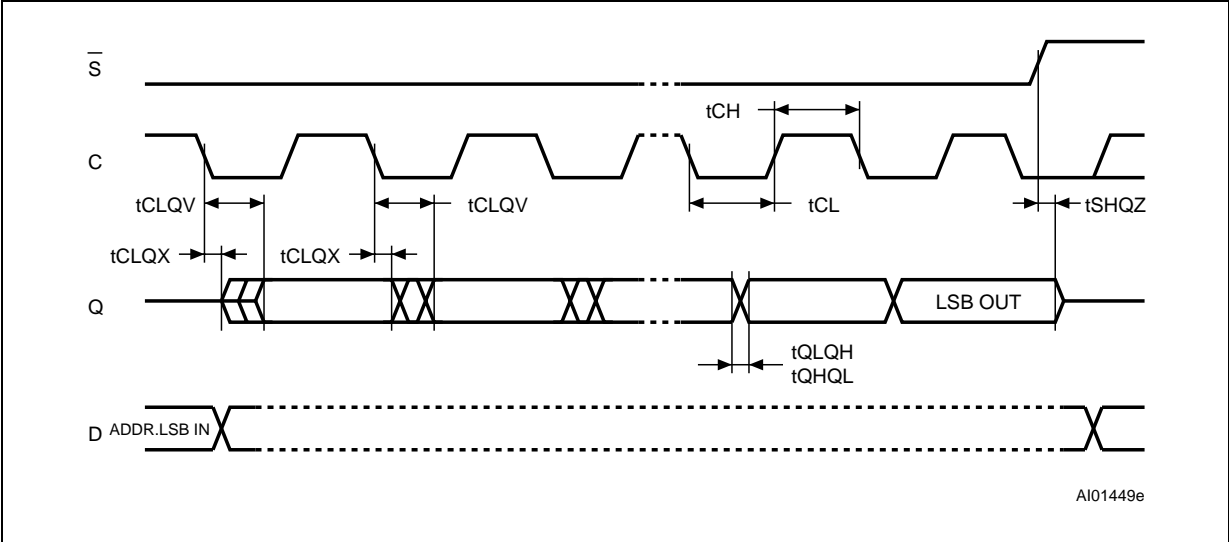 S
tCH
C
tCLQV
tCLQV
tCL
tSHQZ
tCLQX
tCLQX
Q
LSB OUT
tQLQH
tQHQL
D
ADDR.LSB IN
AI01449e